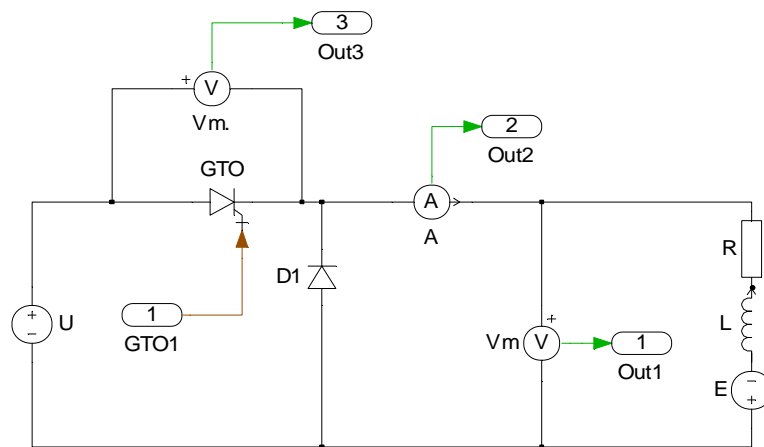 3
Out3
+ V
Vm.
2
Out2
GTO
A
A
R
D1
+
-
U
1
GTO1
+
Vm V
1
Out1
L
E
-
+